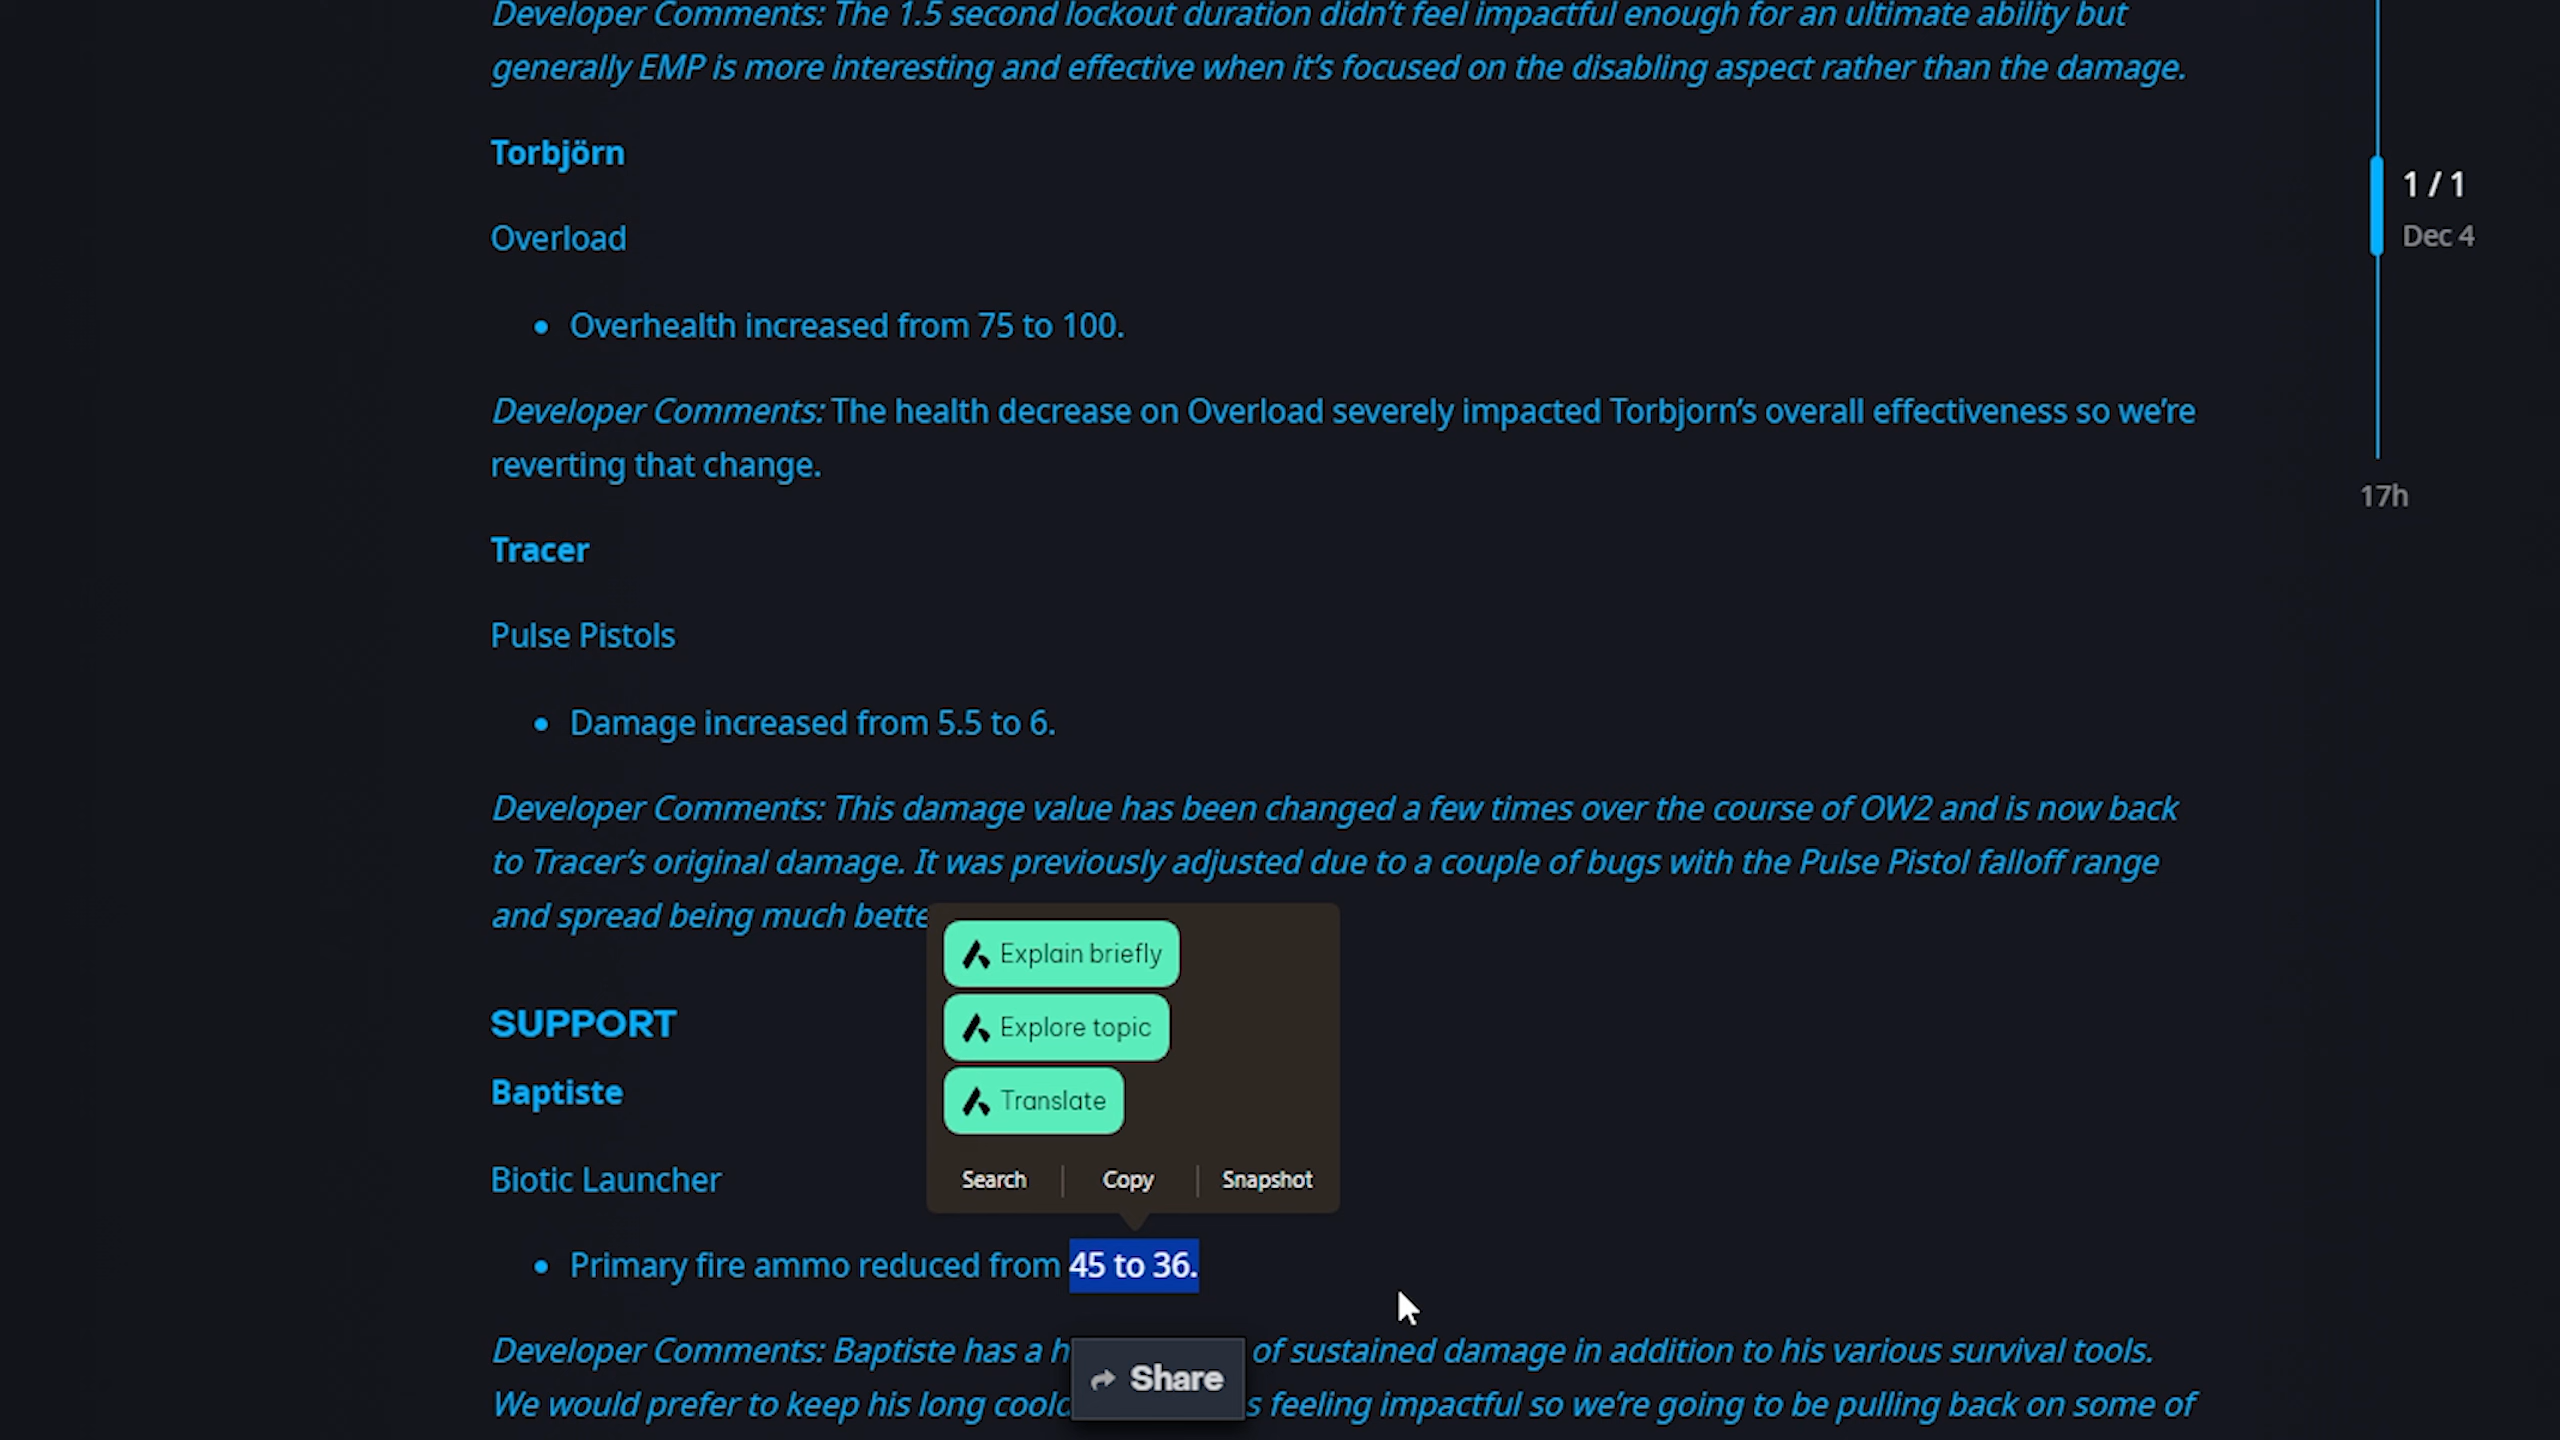 Developer Comments: The 1.5 second lockout duration didn't feel impactful enough for an ultimate ability but
generally EMP is more interesting and effective when it's focused on the disabling aspect rather than the damage.
Torbjörn
1 / 1
Dec 4
Overload
• Overhealth increased from 75 to 100.
Developer Comments: The health decrease on Overload severely impacted Torbjorn's overall effectiveness so we're
reverting that change.
17h
Tracer
Pulse Pistols
• Damage increased from 5.5 to 6.
Developer Comments: This damage value has been changed a few times over the course of OW2 and is now back
to Tracer's original damage. It was previously adjusted due to a couple of bugs with the Pulse Pistol falloff range
and spread being much
Explain briefly
Explore topic
Translate
Search | Copy | Snapshot
SUPPORT
Baptiste
Biotic Launcher
• Primary fire ammo reduced from 45 to 36.
Developer Comments: Baptiste has a of sustained damage in addition to his various survival tools.
Share
We would prefer to keep his long feeling impactful so we're going to be pulling back on some of